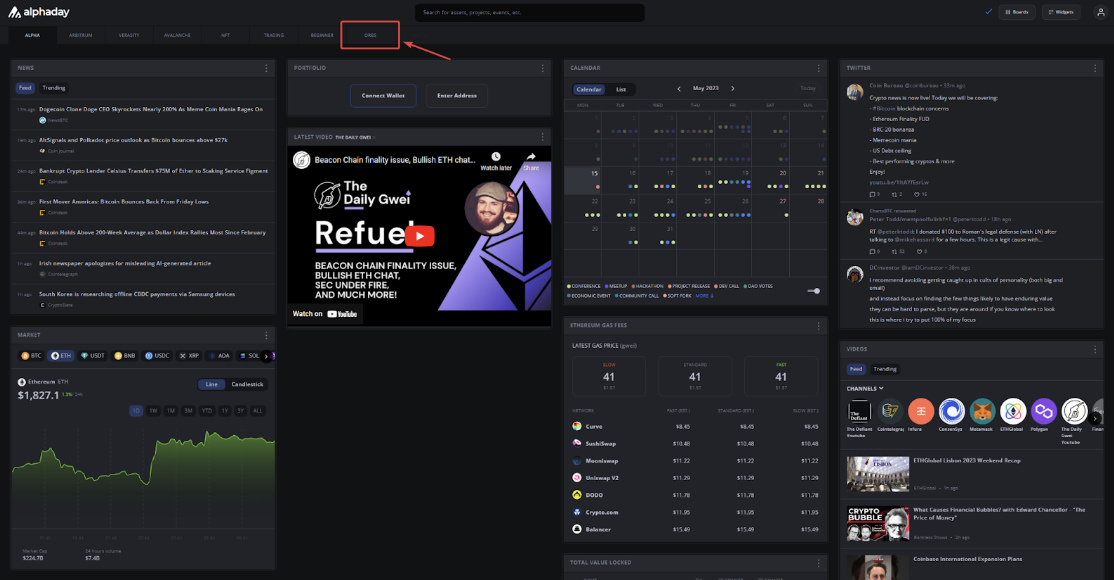 alphaday
Search for assets, projects, events, etc.
Boards
Widgets
ALPHA
ARBITRUM
VERACITY
AVALANCHE
NFT
TRADING
BEGINNER
NEWS
Feed
Trending
Dogecoin Clone Doge CEO Skyrockets Nearly 200% As Meme Coin Mania Rages On
NewsBTC
AltSignals and Polkadot price outlook as Bitcoin bounces above $27k
Coin Journal
Bankrupt Crypto Lender Celsius Transfers $75M of Ether to Staking Service Figment
Coindesk
First Mover Americas: Bitcoin Bounces Back From Friday Lows
Coindesk
Bitcoin Holds Above 200-Week Average as Dollar Index Rallies Most Since February
Coindesk
1h ago
Irish newspaper apologizes for misleading AI-generated article
Cointelegraph
1h ago
South Korea is researching offline CBDC payments via Samsung devices
MARKET
BTC
ETH
USDT
BNB
USDC
XRP
ADA
SOL
Ethereum ETH
$1,827.1
Line
Candlestick
1D
1W
1M
3M
YTD
1Y
ALL
Market Cap
$224.7B
24 hours volume
$7.4B
PORTFOLIO
Connect Wallet
Enter Address
LATEST VIDEO THE DAILY GWEI
Beacon Chain finality issue, Bullish ETH chat...
Watch later
Share
The
Daily Gwei
Refuel
BEACON CHAIN FINALITY ISSUE,
BULLISH ETH CHAT,
SEC UNDER FIRE,
AND MUCH MORE!
Watch on YouTube
CALENDAR
Calendar
List
May 2023
Today
MON
TUE
WED
THU
FRI
SAT
SUN
15
16
17
18
19
20
21
22
23
24
25
26
27
28
29
30
31
CONFERENCE
MEETUP
HACKATHON
PROJECT RELEASE
DEV CALL
DAO VOTES
ECONOMIC EVENT
COMMUNITY CALL
SOFT FORK
MORE
ETHEREUM GAS FEES
LATEST GAS PRICE (gwei)
SLOW
41
STANDARD
41
FAST
41
NETWORK
FAST (EST.)
STANDARD (EST.)
SLOW (EST.)
Curve
$8.45
$8.45
$8.45
SushiSwap
$10.48
$10.48
$10.48
Mooniswap
$11.22
$11.22
$11.22
Uniswap V2
$11.22
$11.22
$11.22
DODO
$11.78
$11.78
$11.78
Crypto.com
$11.95
$11.95
$11.95
Balancer
$15.49
$15.49
$15.49
TOTAL VALUE LOCKED
TWITTER
Coin Bureau @coinbureau
Crypto news is now live! Today we will be covering:
- #Bitcoin blockchain concerns
- Ethereum Finality FUD
- BRC-20 bonanza
- Memecoin mania
- US Debt ceiling
- Best performing cryptos & more
Enjoy!
RT @peterktodd: I donated $100 to Roman's legal defense (with LN) after
talking to @mikehassard for a few hours. This is a legit cause with...
DCinvestor @iamDCinvestor
I recommend avoiding getting caught up in cults of personality (both big and
small)
and instead focus on finding the few things likely to have enduring value
they can be hard to parse, but they are around if you know where to look
this is where i try to put 100% of my focus
VIDEOS
Feed
Trending
CHANNELS
The Defiant
Youtube
Infura
ConsenSys
Metamask
ETHGlobal
Polygon
The Daily
Gwei
Youtube
ETHGlobal Lisbon 2023 Weekend Recap
ETHGlobal
1h ago
CRYPTO
BUBBLE
What Causes Financial Bubbles? with Edward Chancellor - "The
Price of Money"
Bankless Shows
Coinbase International Expansion Plans